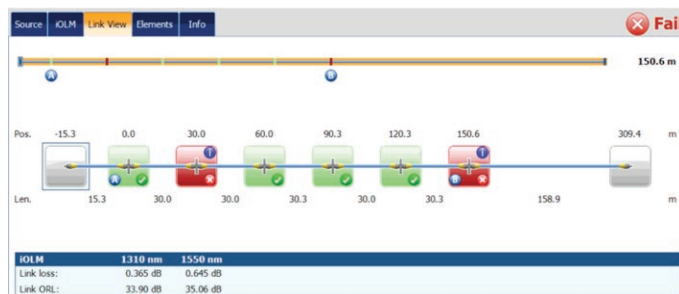 Source iOLM Link View Elements Info Fai
150.6 m
A B
Pos. -15.3 0.0 30.0 60.0 90.3 120.3 150.6 309.4 m
i i
A B
Len. 15.3 30.0 30.0 30.3 30.0 30.3 158.9 m
iOLM 1310 nm 1550 nm
Link loss: 0.365 dB 0.645 dB
Link ORL: 33.90 dB 35.06 dB